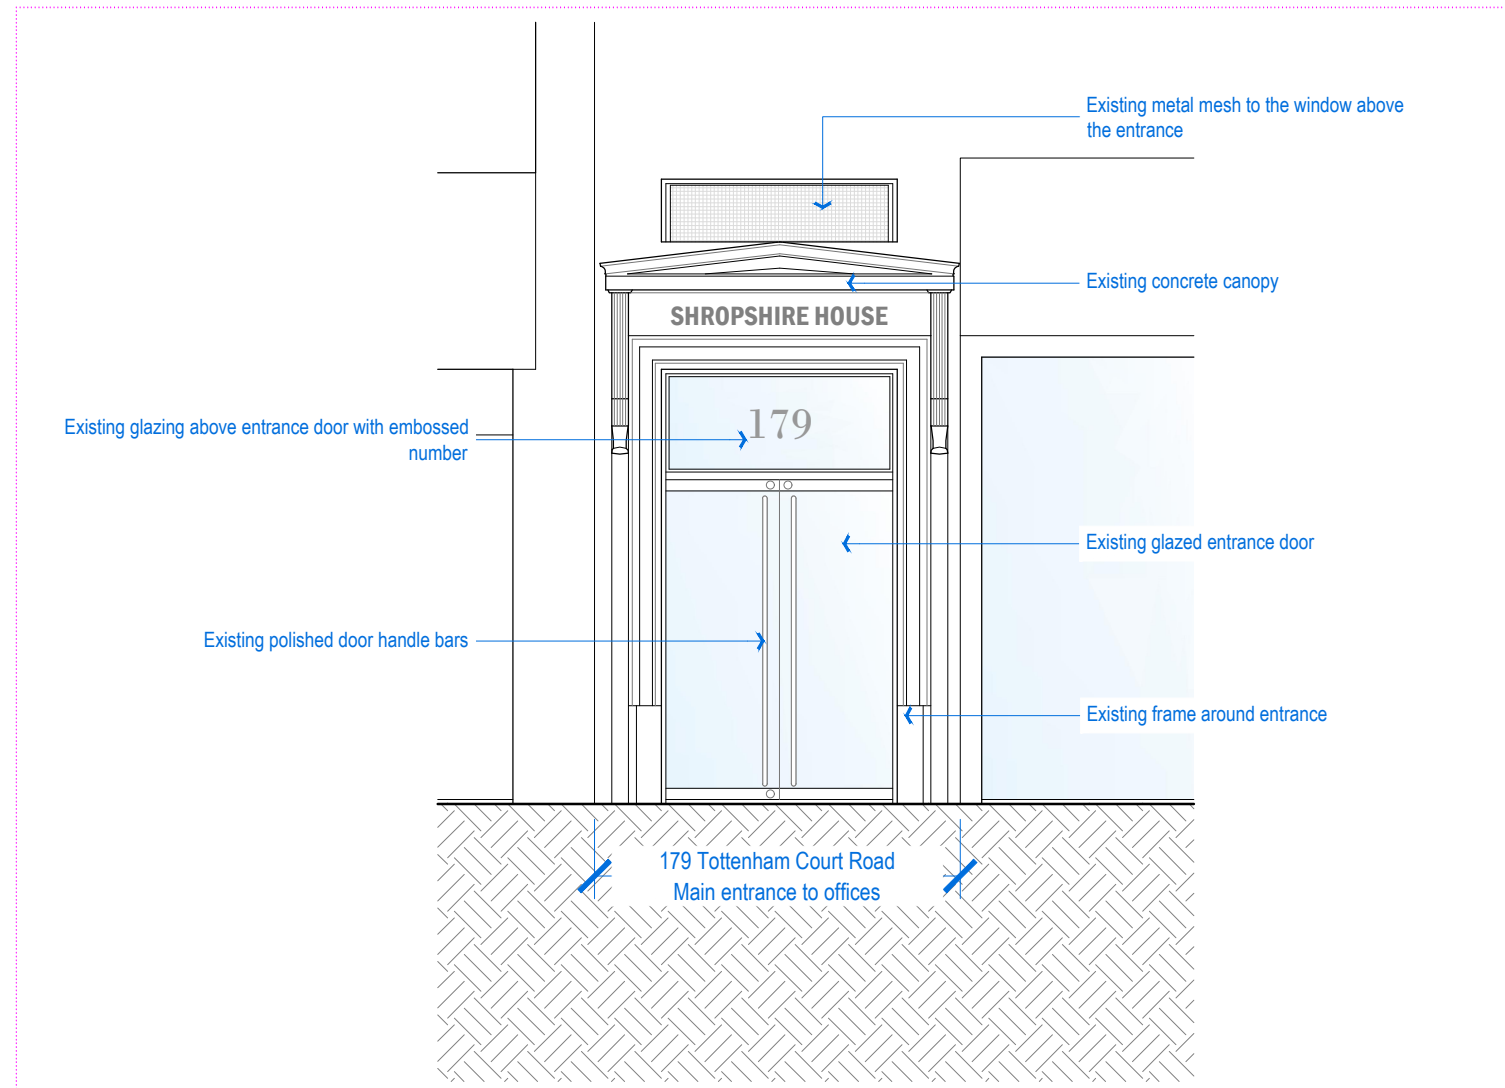 Existing metal mesh to the window above
the entrance
Existing concrete canopy
SHROPSHIRE HOUSE
179
Existing glazing above entrance door with embossed
number
Existing glazed entrance door
Existing polished door handle bars
Existing frame around entrance
179 Tottenham Court Road
Main entrance to offices